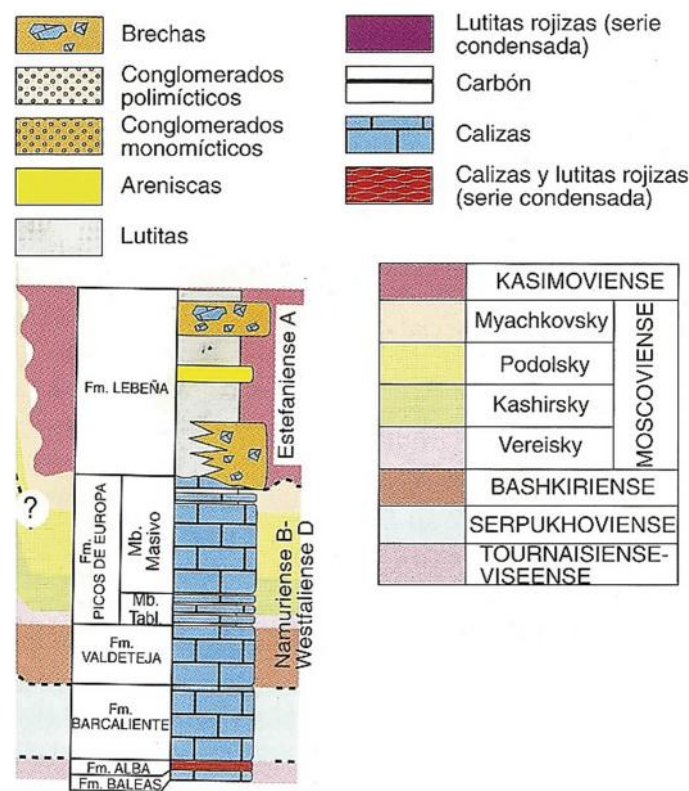 Brechas
Conglomerados
polimícticos
Conglomerados
monomícticos
Areniscas
Lutitas
Lutitas rojizas (serie
condensada)
Carbón
Calizas
Calizas y lutitas rojizas
(serie condensada)
Fm. LEBEÑA
Estefaniense A
?
Fm.
PICOS DE EUROPA
Mb.
Masivo
Mb.
Tabl.
Namuriense B-
Westfaliense D
Fm.
VALDETEJA
Fm.
BARCALIENTE
Fm. ALBA
Fm. BALEAS
KASIMOVIENSE
Myachkovsky
Podolsky
Kashirsky
Vereisky
MOSCOVIENSE
BASHKIRIENSE
SERPUKHOVIENSE
TOURNAISIENSE-
VISEENSE